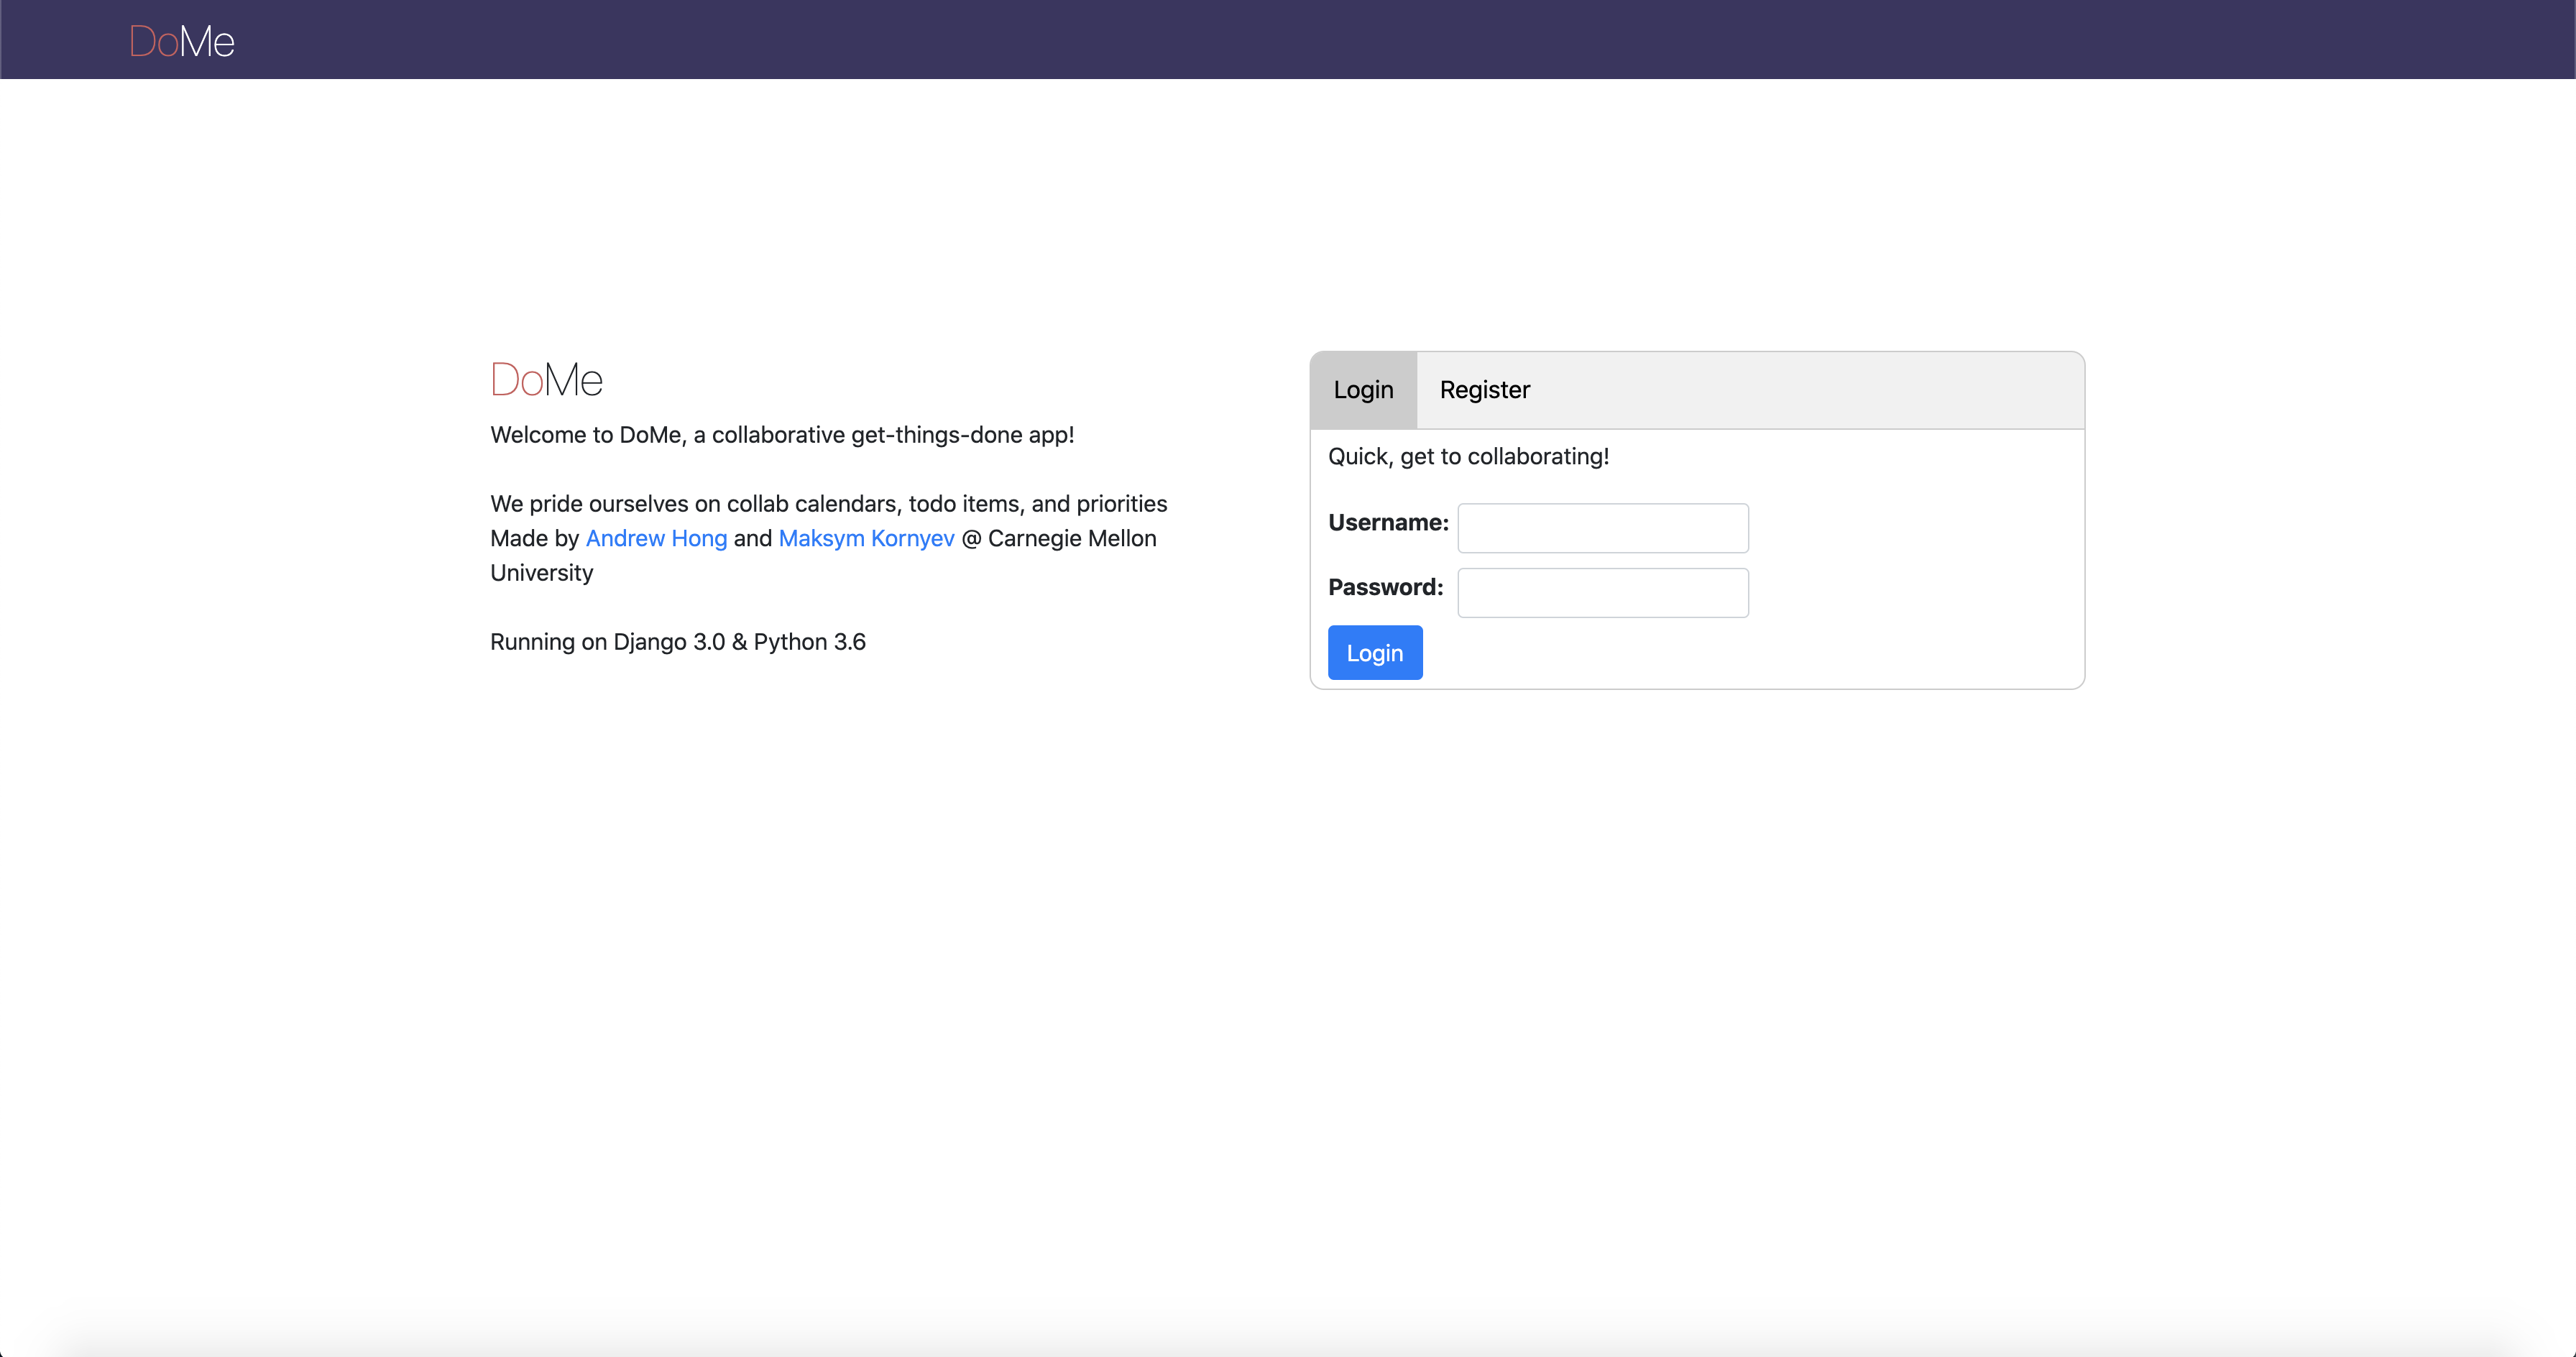 DoMe
DoMe
Welcome to DoMe, a collaborative get-things-done app!
We pride ourselves on collab calendars, todo items, and priorities
Made by Andrew Hong and Maksym Kornyev @ Carnegie Mellon
University
Running on Django 3.0 & Python 3.6
Login Register
Quick, get to collaborating!
Username:
Password:
Login